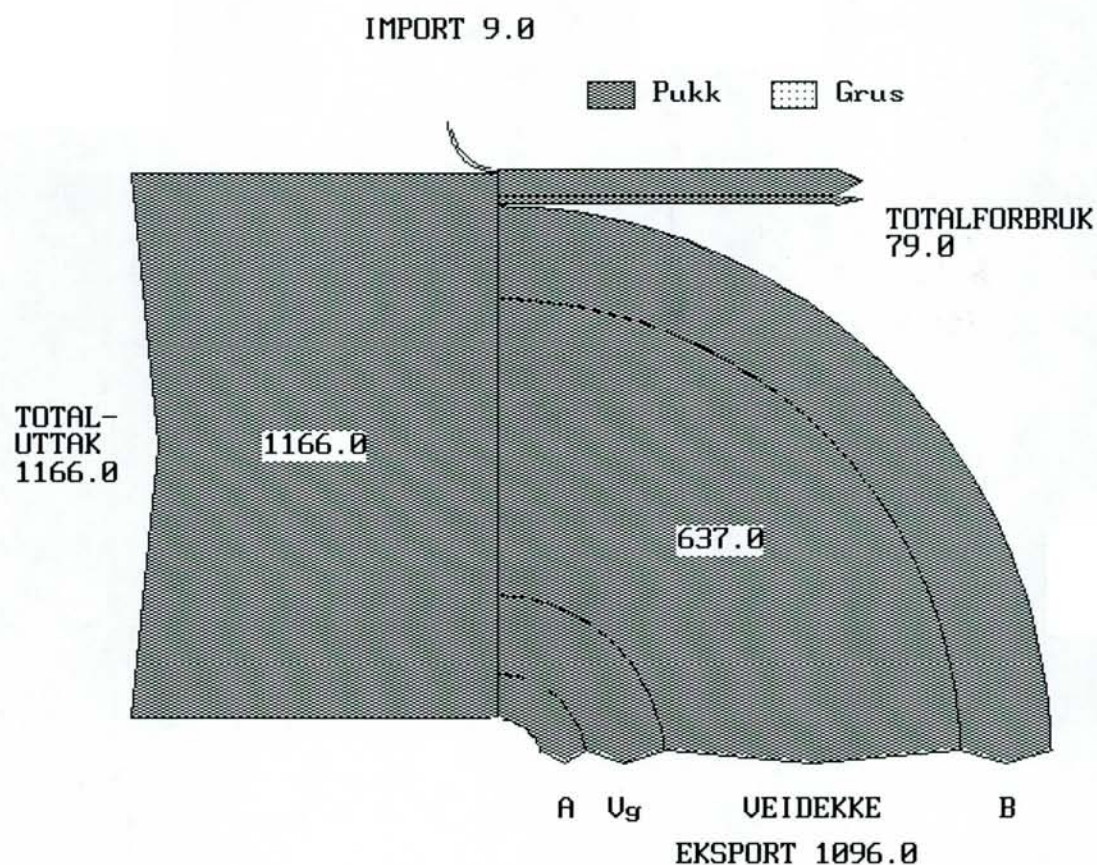 IMPORT 9.0
Pukk Grus
TOTALFORBRUK
79.0
TOTAL-
UTTAK
1166.0
1166.0
637.0
A Vg VEIDEKKE B
EKSPORT 1096.0